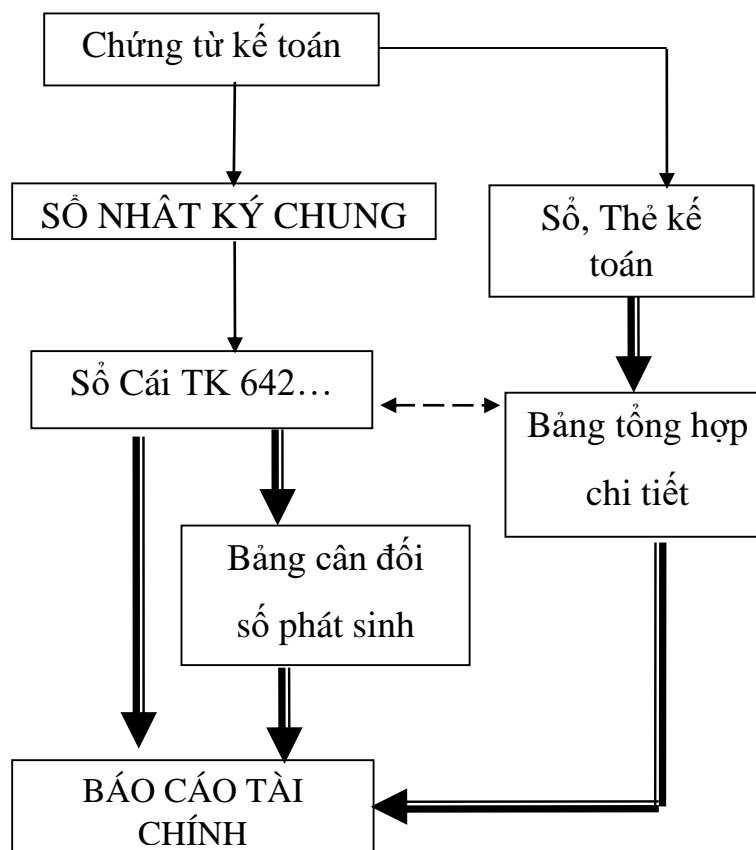 Chứng từ kế toán
SỔ NHÂT KÝ CHUNG
Sổ, Thẻ kế
toán
Sổ Cái TK 642…
Bảng tổng hợp
chi tiết
Bảng cân đối
số phát sinh
BÁO CÁO TÀI
CHÍNH